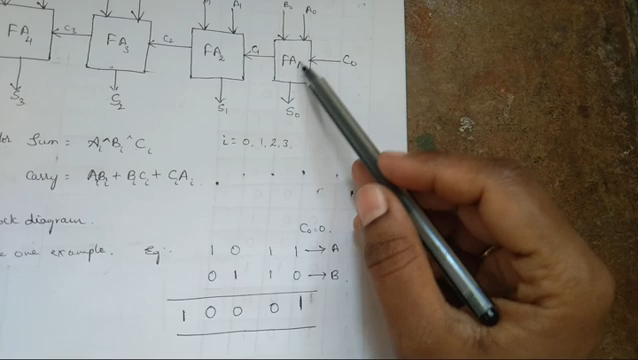 A₁ B₀ A₀
FA₄ C₃ FA₃ C₂ FA₂ C₁ FA₁ C₀
S₃ S₂ S₁ S₀
Sum = Aᵢ^Bᵢ^Cᵢ i = 0,1,2,3.
Carry = AᵢBᵢ + BᵢCᵢ + CᵢAᵢ.
diagram.
C₀=0.
one example. Eg:- 1 0 1 1 → A
0 1 1 0 → B
1 0 0 0 1